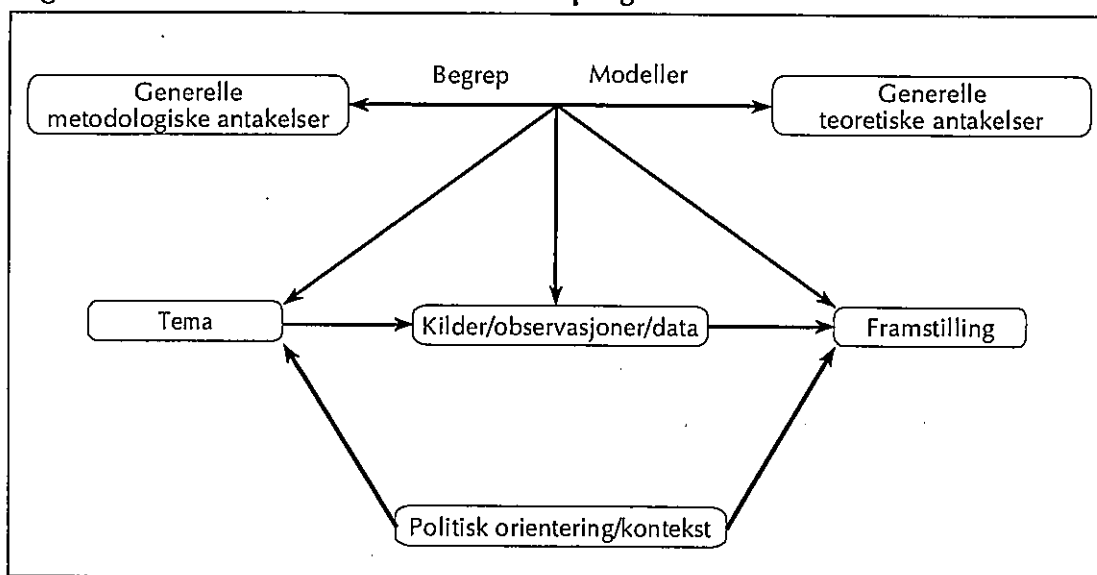 Begrep
Modeller
Generelle
metodologiske antakelser
Generelle
teoretiske antakelser
Tema
Kilder/observasjoner/data
Framstilling
Politisk orientering/kontekst